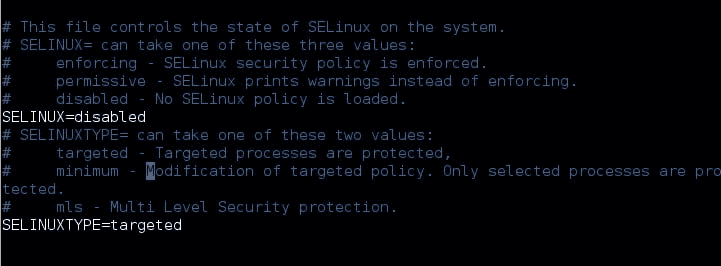 # This file controls the state of SELinux on the system.
# SELINUX= can take one of these three values:
#     enforcing - SELinux security policy is enforced.
#     permissive - SELinux prints warnings instead of enforcing.
#     disabled - No SELinux policy is loaded.
SELINUX=disabled
# SELINUXTYPE= can take one of these two values:
#     targeted - Targeted processes are protected,
#     minimum - Modification of targeted policy. Only selected processes are pro
tected.
#     mls - Multi Level Security protection.
SELINUXTYPE=targeted